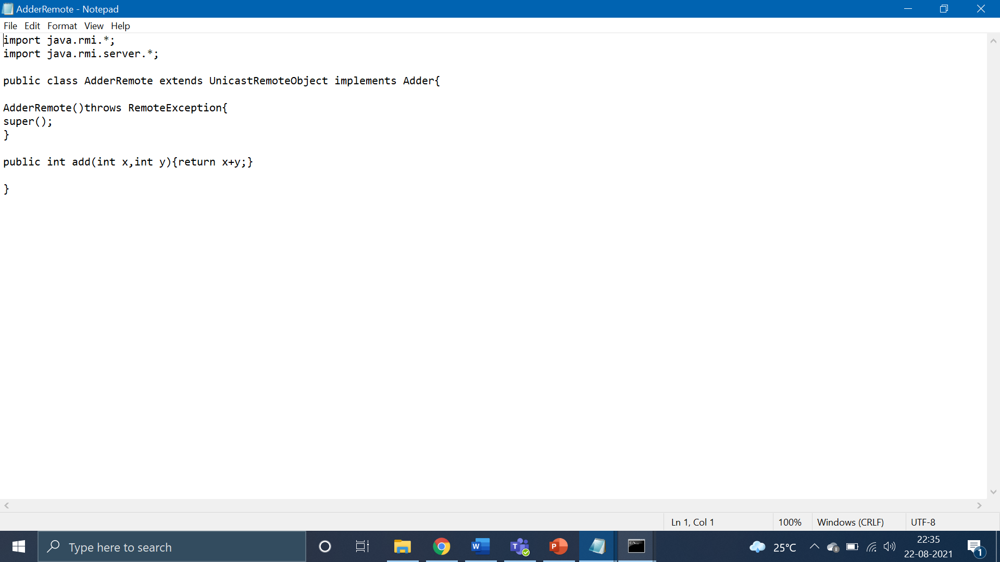 AdderRemote - Notepad
File Edit Format View Help
import java.rmi.*;
import java.rmi.server.*;
public class AdderRemote extends UnicastRemoteObject implements Adder{
AdderRemote()throws RemoteException{
super();
}
public int add(int x,int y){return x+y;}
}
Ln 1, Col 1 100% Windows (CRLF) UTF-8
Type here to search
W
T
P
C:\.
25°C
22:35
22-08-2021
1